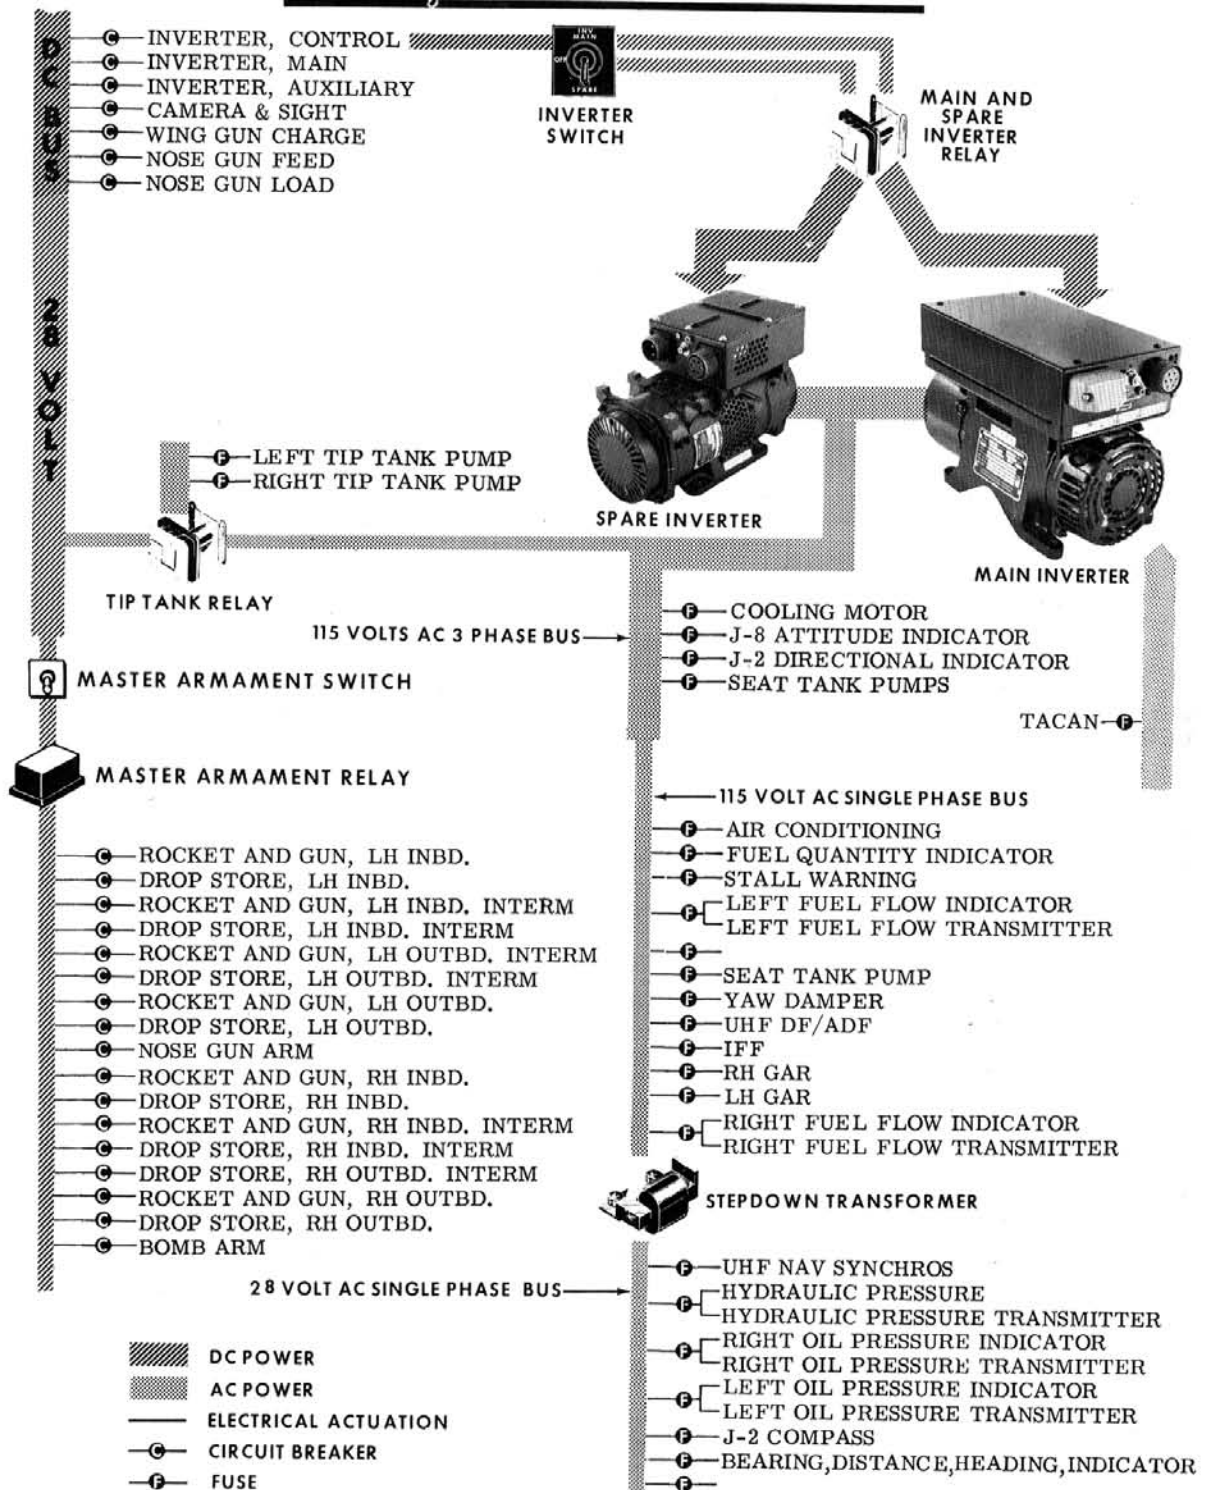 DC BUS
28 VOLT
INVERTER, CONTROL
INVERTER, MAIN
INVERTER, AUXILIARY
CAMERA & SIGHT
WING GUN CHARGE
NOSE GUN FEED
NOSE GUN LOAD
INV
MAIN
OFF
SPARE
INVERTER
SWITCH
MAIN AND
SPARE
INVERTER
RELAY
LEFT TIP TANK PUMP
RIGHT TIP TANK PUMP
SPARE INVERTER
MAIN INVERTER
TIP TANK RELAY
115 VOLTS AC 3 PHASE BUS
COOLING MOTOR
J-8 ATTITUDE INDICATOR
J-2 DIRECTIONAL INDICATOR
SEAT TANK PUMPS
TACAN
MASTER ARMAMENT SWITCH
MASTER ARMAMENT RELAY
115 VOLT AC SINGLE PHASE BUS
AIR CONDITIONING
FUEL QUANTITY INDICATOR
STALL WARNING
LEFT FUEL FLOW INDICATOR
LEFT FUEL FLOW TRANSMITTER
SEAT TANK PUMP
YAW DAMPER
UHF DF/ADF
IFF
RH GAR
LH GAR
RIGHT FUEL FLOW INDICATOR
RIGHT FUEL FLOW TRANSMITTER
ROCKET AND GUN, LH INBD.
DROP STORE, LH INBD.
ROCKET AND GUN, LH INBD. INTERM
DROP STORE, LH INBD. INTERM
ROCKET AND GUN, LH OUTBD. INTERM
DROP STORE, LH OUTBD. INTERM
ROCKET AND GUN, LH OUTBD.
DROP STORE, LH OUTBD.
NOSE GUN ARM
ROCKET AND GUN, RH INBD.
DROP STORE, RH INBD.
ROCKET AND GUN, RH INBD. INTERM
DROP STORE, RH INBD. INTERM
DROP STORE, RH OUTBD. INTERM
ROCKET AND GUN, RH OUTBD.
DROP STORE, RH OUTBD.
BOMB ARM
STEPDOWN TRANSFORMER
28 VOLT AC SINGLE PHASE BUS
UHF NAV SYNCHROS
HYDRAULIC PRESSURE
HYDRAULIC PRESSURE TRANSMITTER
RIGHT OIL PRESSURE INDICATOR
RIGHT OIL PRESSURE TRANSMITTER
LEFT OIL PRESSURE INDICATOR
LEFT OIL PRESSURE TRANSMITTER
J-2 COMPASS
BEARING,DISTANCE,HEADING,INDICATOR
DC POWER
AC POWER
ELECTRICAL ACTUATION
C CIRCUIT BREAKER
F FUSE